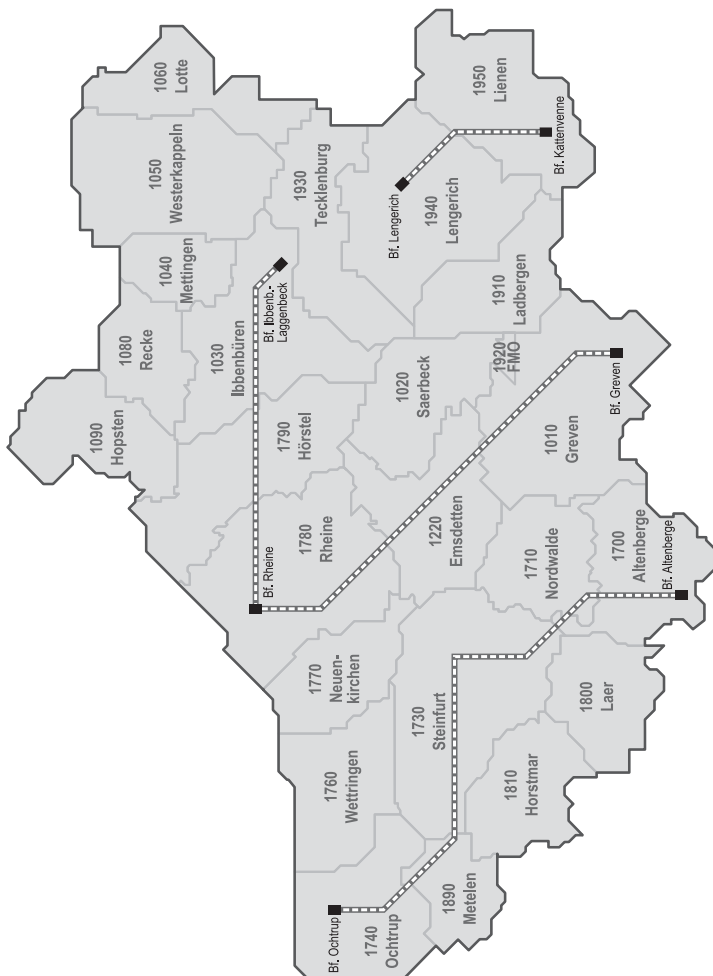 1060
Lotte
1050
Westerkappeln
1950
Lienen
1930
Tecklenburg
Bf. Kattenvenne
Bf. Lengerich
1940
Lengerich
1040
Mettingen
Bf. Ibbenb.-
Laggenbeck
1910
Ladbergen
1080
Recke
1030
Ibbenbüren
1920
FMO
1020
Saerbeck
Bf. Greven
1090
Hopsten
1790
Hörstel
1010
Greven
1780
Rheine
1220
Emsdetten
1710
Nordwalde
1700
Altenberge
Bf. Rheine
Bf. Altenberge
1770
Neuen-
kirchen
1730
Steinfurt
1800
Laer
1760
Wettringen
1810
Horstmar
1890
Metelen
1740
Ochtrup
Bf. Ochtrup